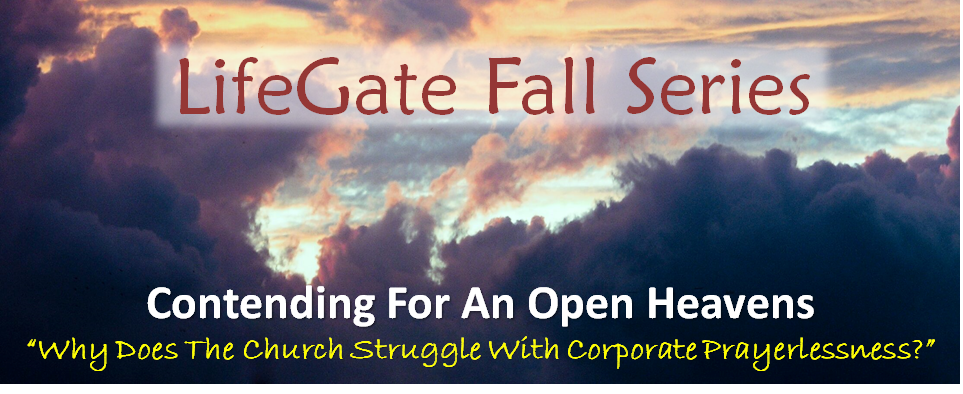 LifeGate Fall Series
Contending For An Open Heavens
“Why Does The Church Struggle With Corporate Prayerlessness?”